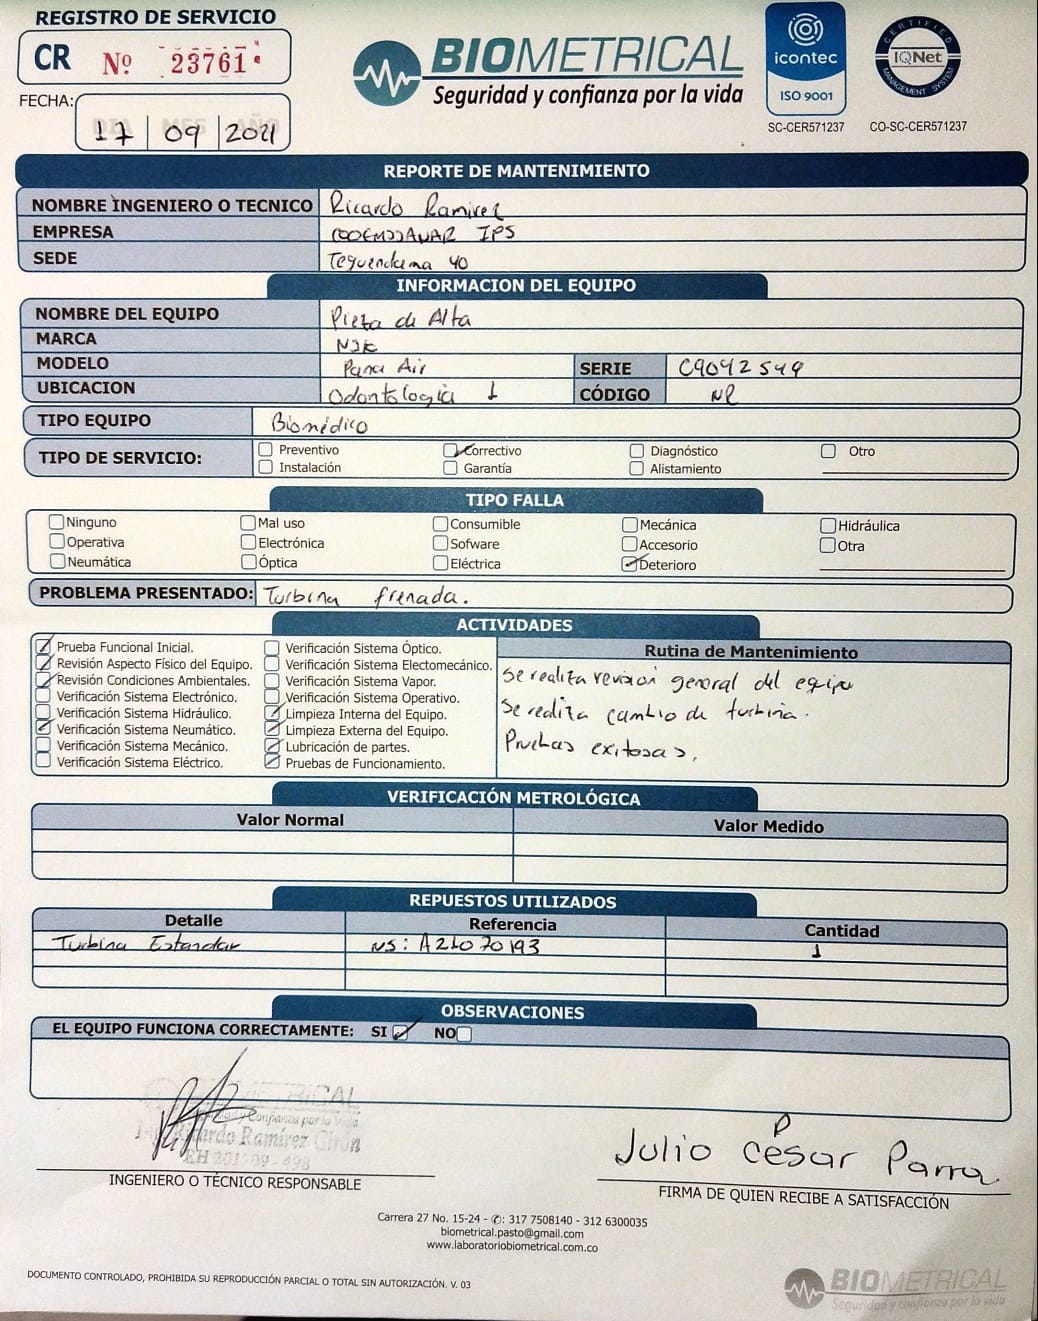 REGISTRO DE SERVICIO
CR Nº 23761
BIOMETRICAL
Seguridad y confianza por la vida
icontec
ISO 9001
SC-CER571237
CERTIFIED
IQNet
MANAGEMENT SYSTEM
CO-SC-CER571237
FECHA: 17 09 2021
REPORTE DE MANTENIMIENTO
NOMBRE INGENIERO O TECNICO Ricardo Ramirez
EMPRESA IPS
SEDE Tequendama 40
INFORMACION DEL EQUIPO
NOMBRE DEL EQUIPO Pieza de Alta
MARCA NSK
MODELO Pana Air SERIE C9042549
UBICACION Odontologia 1 CÓDIGO NR
TIPO EQUIPO Biomédico
TIPO DE SERVICIO: Preventivo Correctivo Diagnóstico Otro
Instalación Garantía Alistamiento
TIPO FALLA
Ninguno Mal uso Consumible Mecánica Hidráulica
Operativa Electrónica Sofware Accesorio Otra
Neumática Óptica Eléctrica Deterioro
PROBLEMA PRESENTADO: Turbina frenada.
ACTIVIDADES
Prueba Funcional Inicial.
Revisión Aspecto Físico del Equipo.
Revisión Condiciones Ambientales.
Verificación Sistema Electrónico.
Verificación Sistema Hidráulico.
Verificación Sistema Neumático.
Verificación Sistema Mecánico.
Verificación Sistema Eléctrico.
Verificación Sistema Óptico.
Verificación Sistema Electomecánico.
Verificación Sistema Vapor.
Verificación Sistema Operativo.
Limpieza Interna del Equipo.
Limpieza Externa del Equipo.
Lubricación de partes.
Pruebas de Funcionamiento.
Rutina de Mantenimiento
Se realiza revision general del equipo
Se realiza cambio de turbina.
Pruebas exitosas.
VERIFICACIÓN METROLÓGICA
Valor Normal Valor Medido
REPUESTOS UTILIZADOS
Detalle Referencia Cantidad
Turbina Estandar NS: A21070193 1
OBSERVACIONES
EL EQUIPO FUNCIONA CORRECTAMENTE: SI NO
BIOMETRICAL
Seguridad y Confianza por la Vida
Ing. Ricardo Ramírez Girón
INGENIERO O TÉCNICO RESPONSABLE
Julio César Parra
FIRMA DE QUIEN RECIBE A SATISFACCIÓN
Carrera 27 No. 15-24 - ✆: 317 7508140 - 312 6300035
biometrical.pasto@gmail.com
www.laboratoriobiometrical.com.co
DOCUMENTO CONTROLADO, PROHIBIDA SU REPRODUCCIÓN PARCIAL O TOTAL SIN AUTORIZACIÓN. V. 03
BIOMETRICAL
Seguridad y confianza por la vida